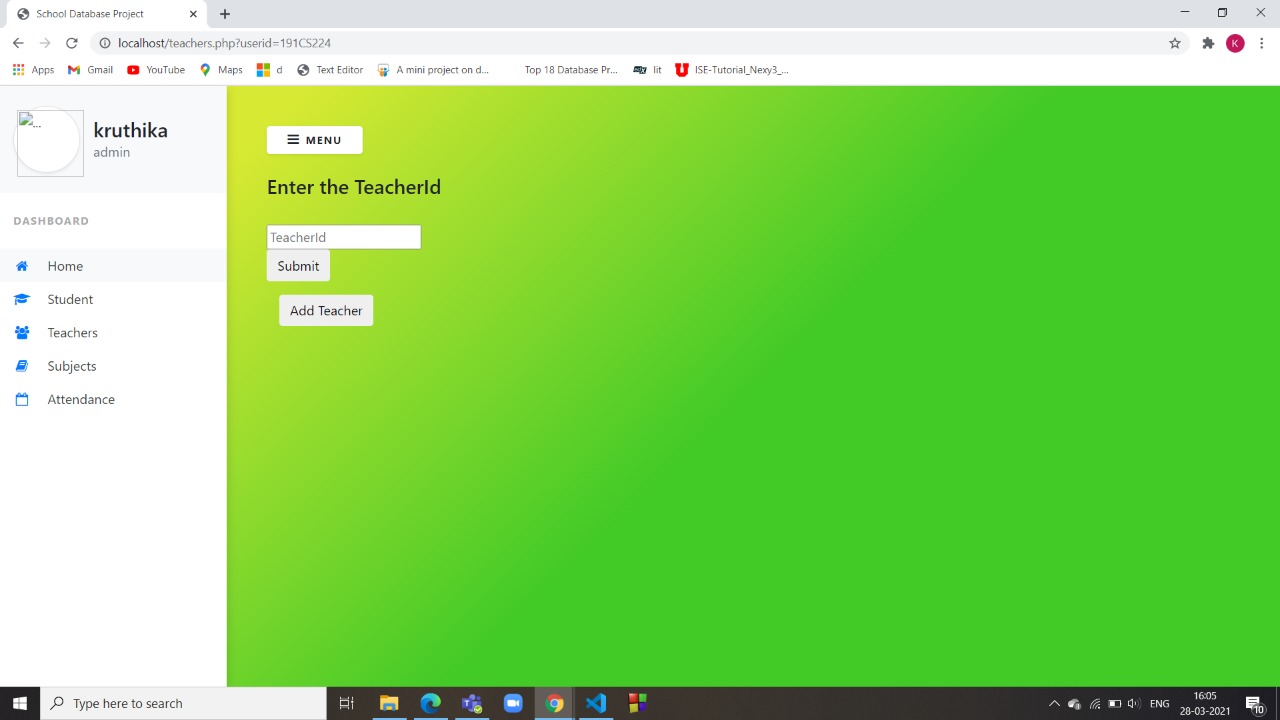 School Database Project
localhost/teachers.php?userid=191CS224
K
Apps Gmail YouTube Maps d Text Editor A mini project on d... Top 18 Database Pr... lit ISE-Tutorial_Nexy3_...
...
kruthika
admin
DASHBOARD
Home
Student
Teachers
Subjects
Attendance
MENU
Enter the TeacherId
TeacherId
Submit
Add Teacher
Type here to search
ENG
16:05
28-03-2021
10